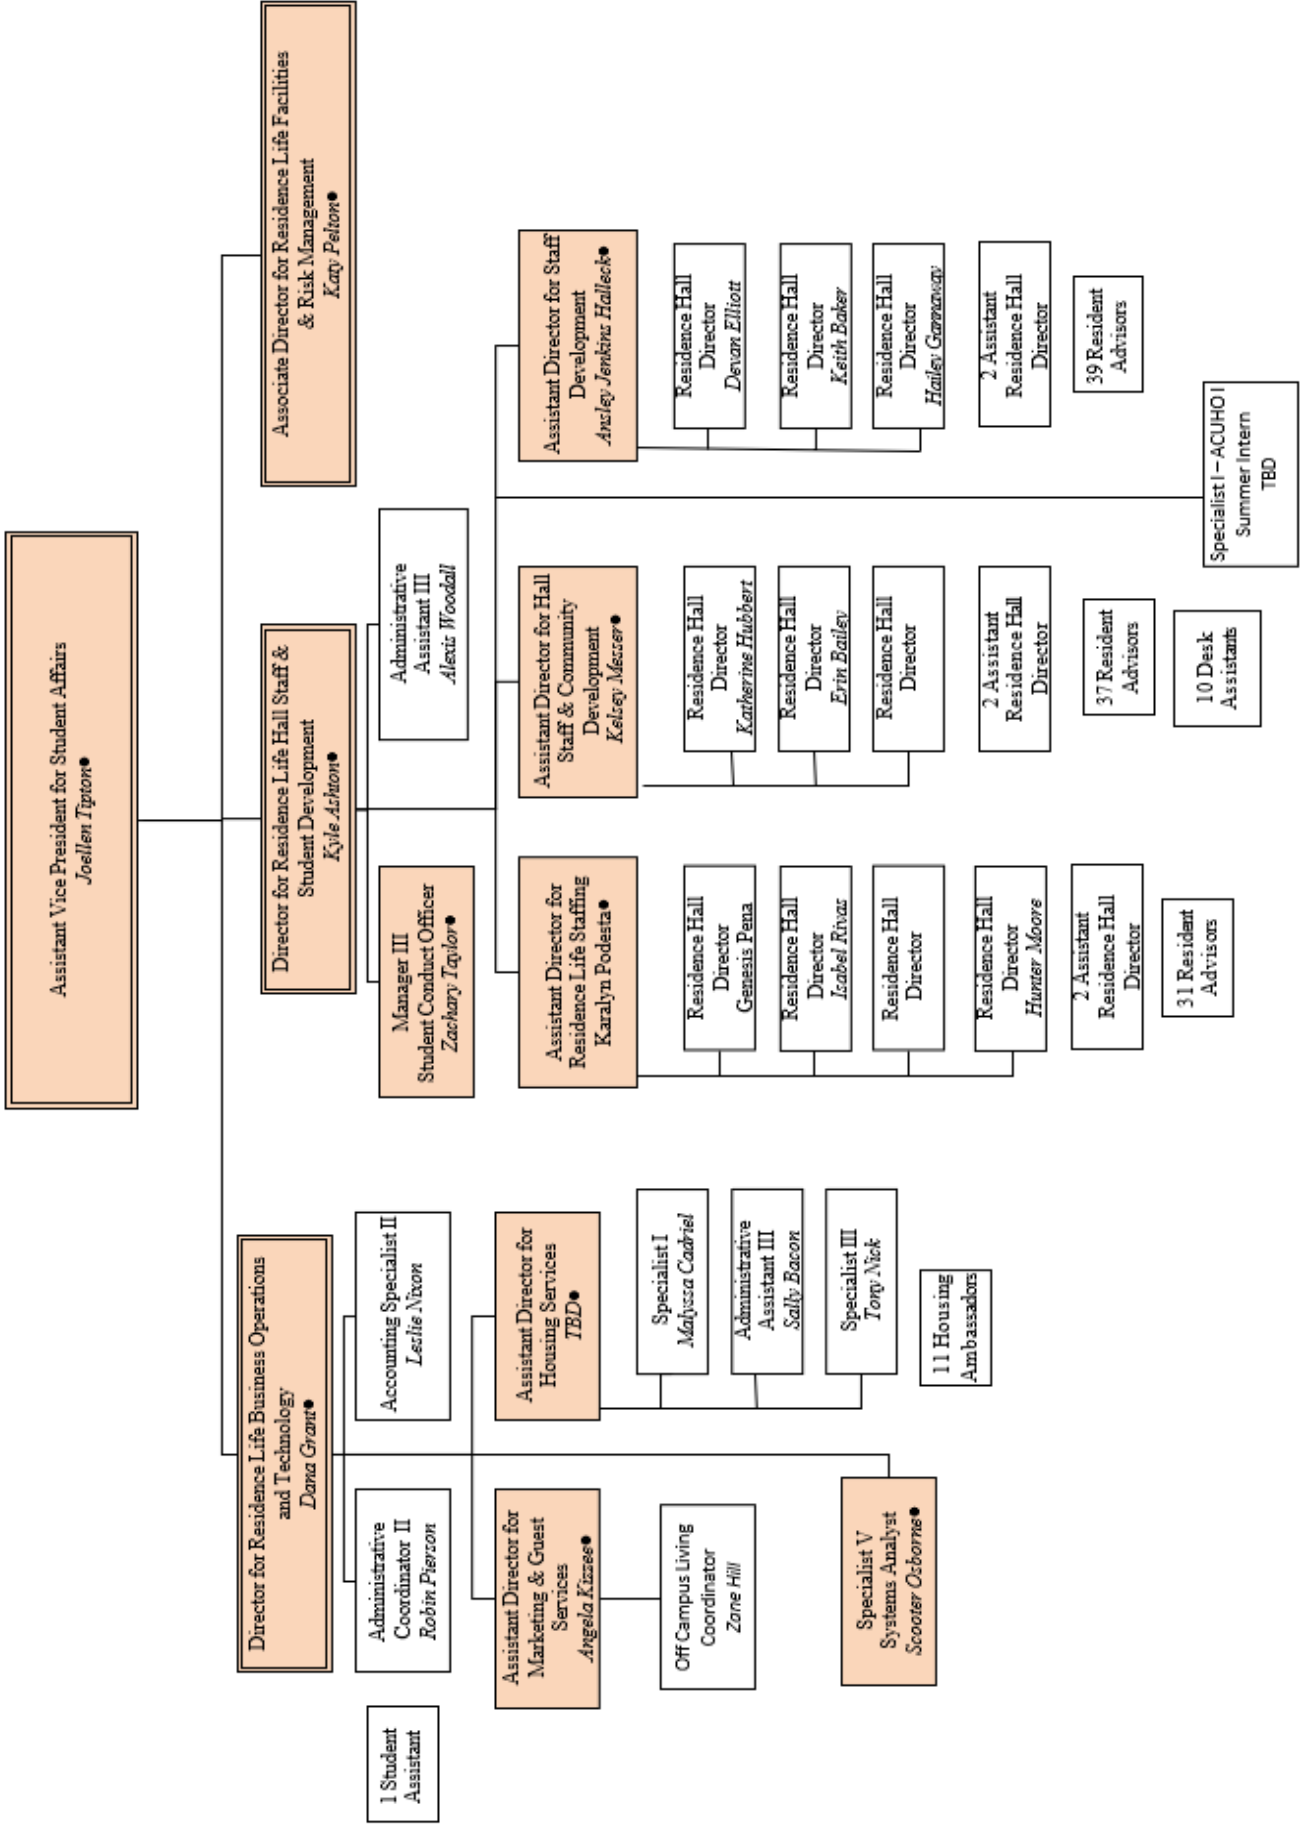 Assistant Vice President for Student Affairs
Joellen Tipton●
Director for Residence Life Business Operations
and Technology
Dana Grant●
Director for Residence Life Hall Staff &
Student Development
Kyle Ashton●
Associate Director for Residence Life Facilities
& Risk Management
Katy Pelton●
1 Student
Assistant
Administrative
Coordinator II
Robin Pierson
Accounting Specialist II
Leslie Nixon
Manager III
Student Conduct Officer
Zachary Taylor●
Administrative
Assistant III
Alexis Woodall
Assistant Director for
Marketing & Guest
Services
Angela Kizzee●
Off Campus Living
Coordinator
Zane Hill
Specialist V
Systems Analyst
Scooter Osborne●
Assistant Director for
Housing Services
TBD●
Specialist I
Malyssa Cadriel
Administrative
Assistant III
Sally Bacon
Specialist III
Tony Nick
11 Housing
Ambassadors
Assistant Director for
Residence Life Staffing
Karalyn Podesta●
Residence Hall
Director
Genesis Pena
Residence Hall
Director
Isabel Rivas
Residence Hall
Director
Residence Hall
Director
Hunter Moore
2 Assistant
Residence Hall
Director
31 Resident
Advisors
Assistant Director for Hall
Staff & Community
Development
Kelsey Messer●
Residence Hall
Director
Katherine Hubbert
Residence Hall
Director
Erin Bailey
Residence Hall
Director
2 Assistant
Residence Hall
Director
37 Resident
Advisors
10 Desk
Assistants
Assistant Director for Staff
Development
Ansley Jenkins Halleck●
Residence Hall
Director
Devan Elliott
Residence Hall
Director
Keith Baker
Residence Hall
Director
Hailey Gannaway
2 Assistant
Residence Hall
Director
39 Resident
Advisors
Specialist I – ACUHO I
Summer Intern
TBD